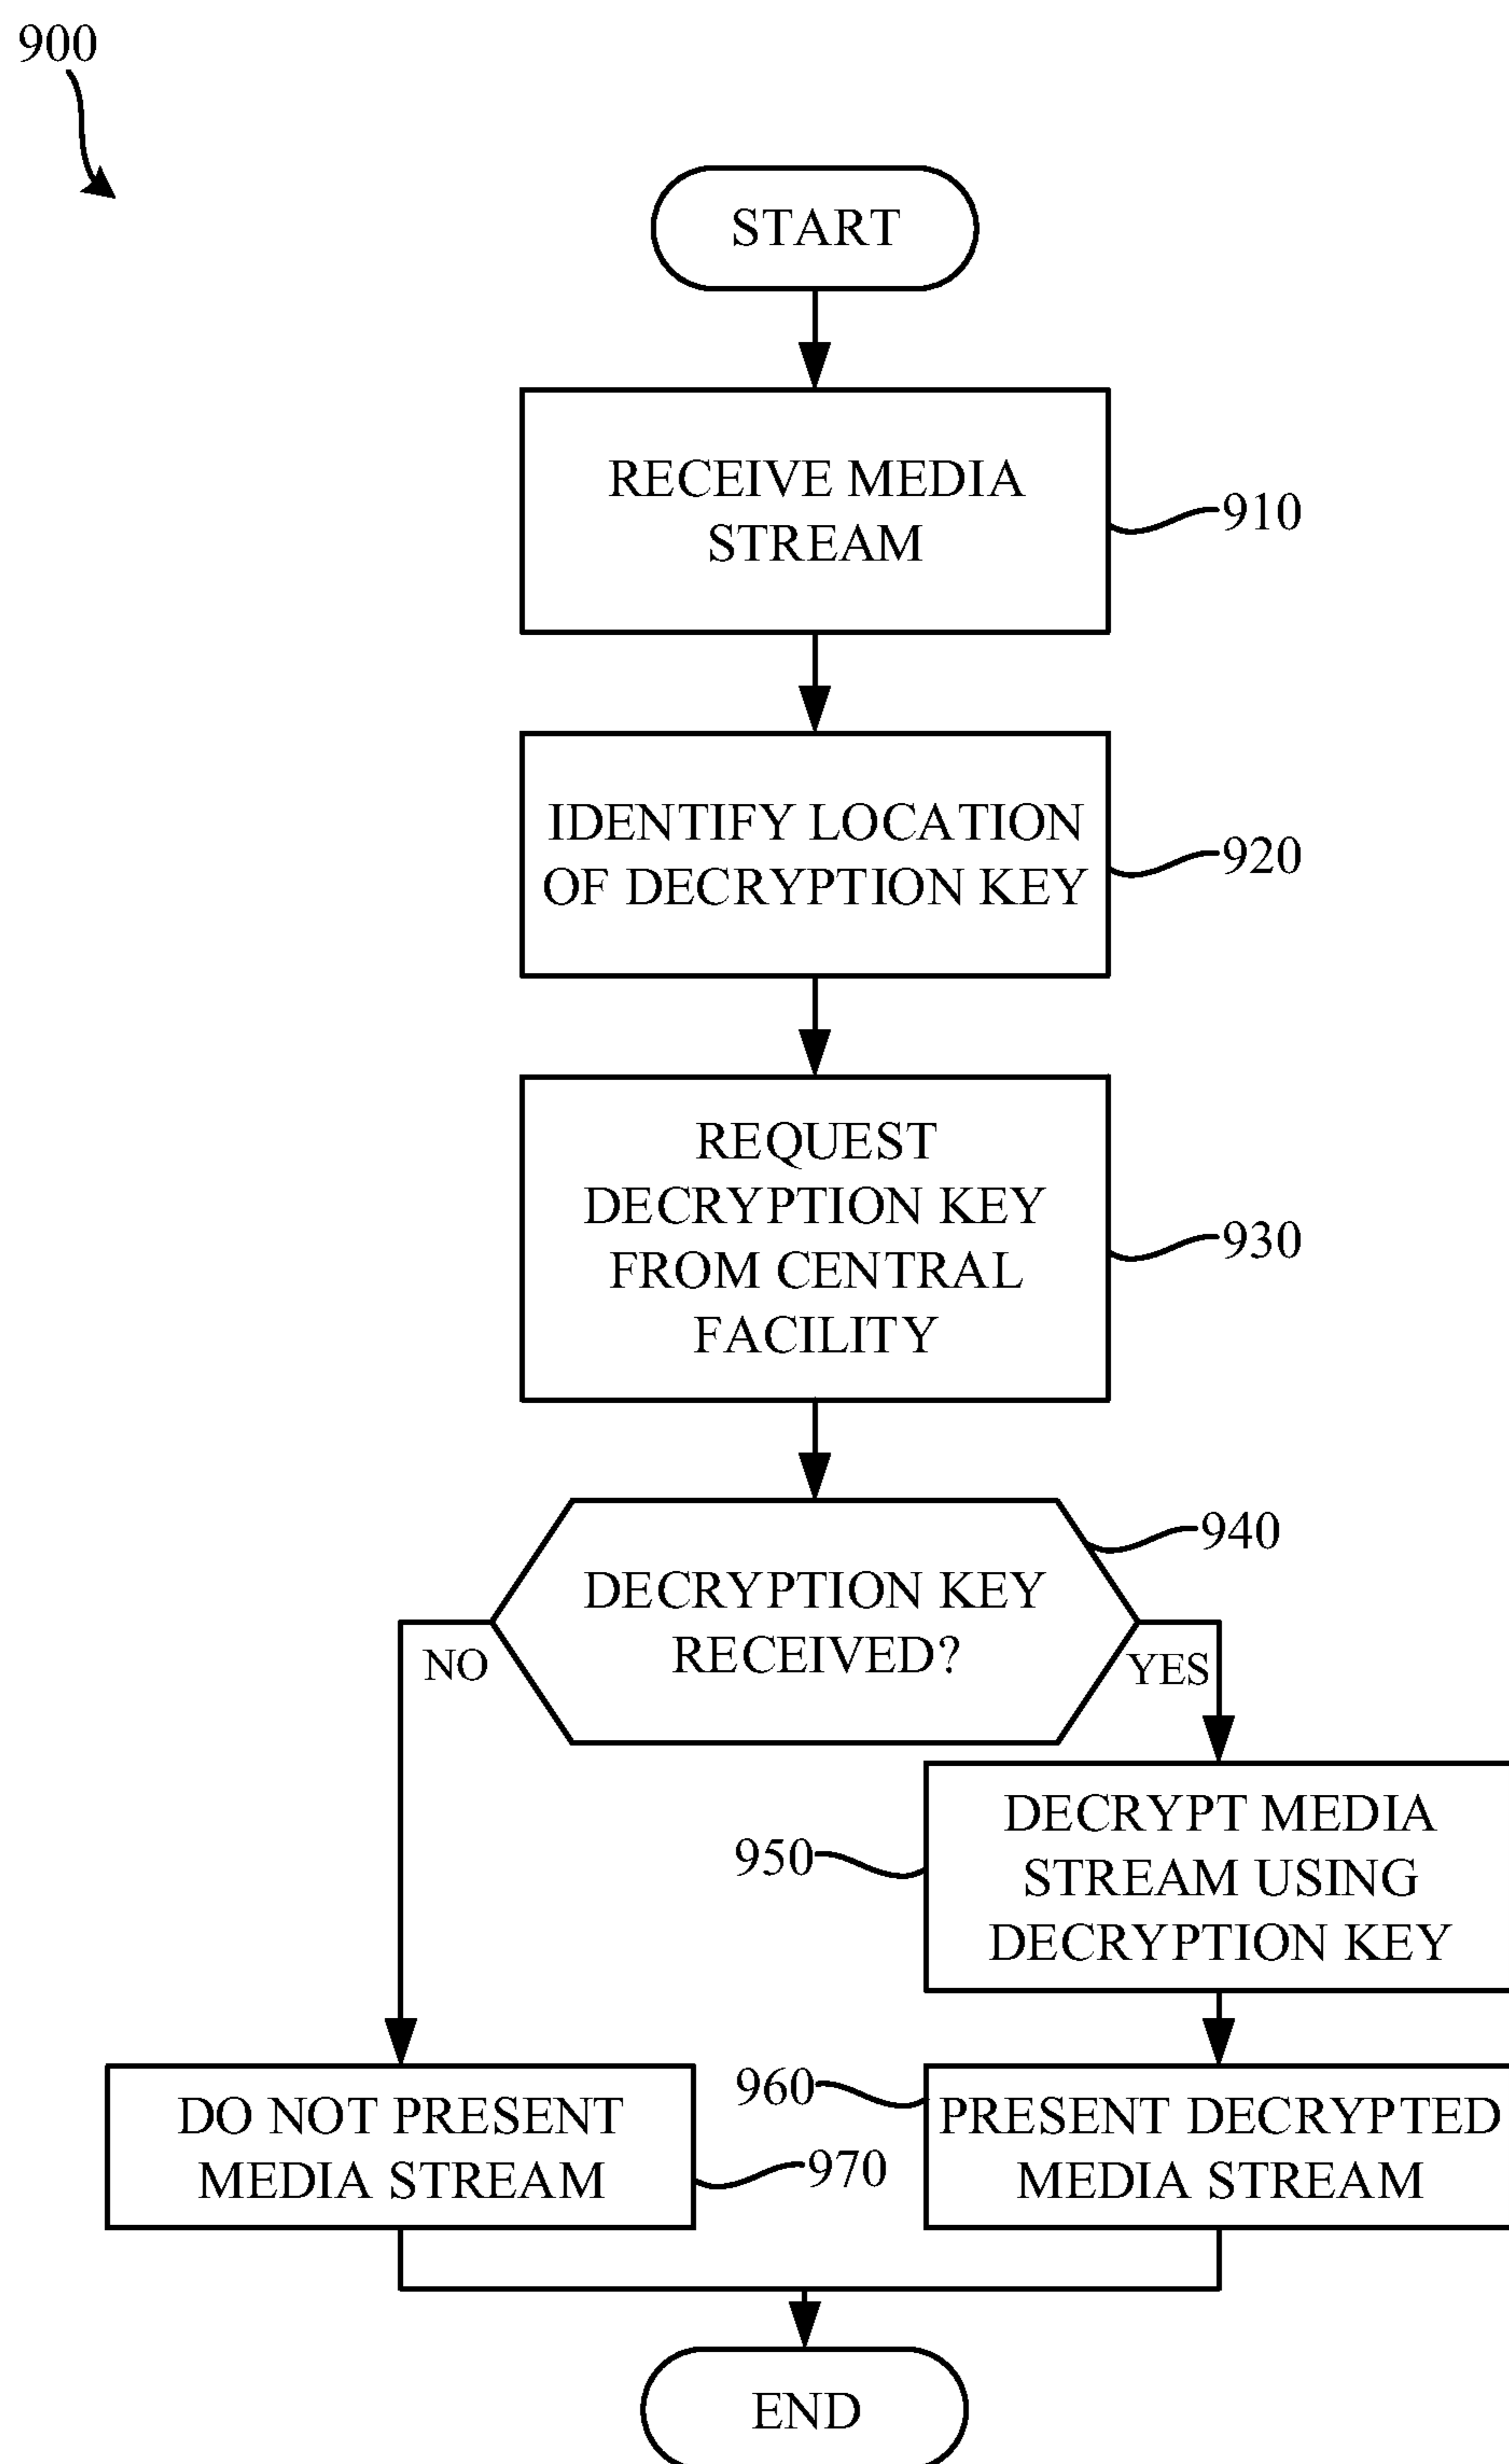 900
START
RECEIVE MEDIA
STREAM
910
IDENTIFY LOCATION
OF DECRYPTION KEY
920
REQUEST
DECRYPTION KEY
FROM CENTRAL
FACILITY
930
940
DECRYPTION KEY
RECEIVED?
NO
YES
DECRYPT MEDIA
STREAM USING
DECRYPTION KEY
950
960
PRESENT DECRYPTED
MEDIA STREAM
DO NOT PRESENT
MEDIA STREAM
970
END